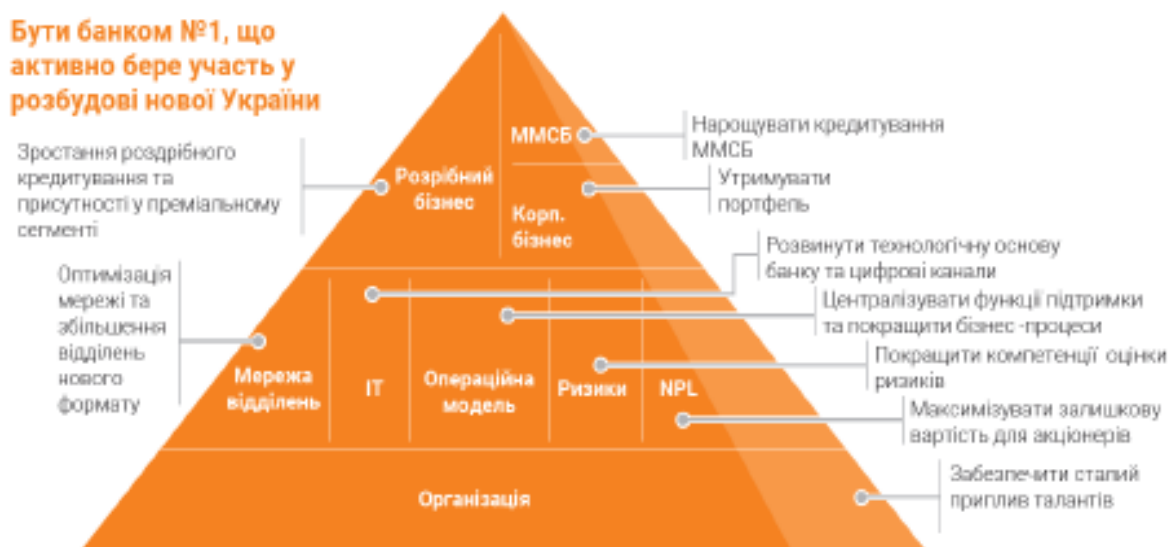 Бути банком №1, що
активно бере участь у
розбудові нової України
Зростання роздрібного
кредитування та
присутності у преміальному
сегменті
Оптимізація
мережі та
збільшення
відділень
нового
формату
ММСБ
Розрібний
бізнес
Корп.
бізнес
Мережа
відділень
IT
Операційна
модель
Ризики
NPL
Організація
Нарощувати кредитування
ММСБ
Утримувати
портфель
Розвинути технологічну основу
банку та цифрові канали
Централізувати функції підтримки
та покращити бізнес -процеси
Покращити компетенції оцінки
ризиків
Максимізувати залишкову
вартість для акціонерів
Забезпечити сталий
приплив талантів